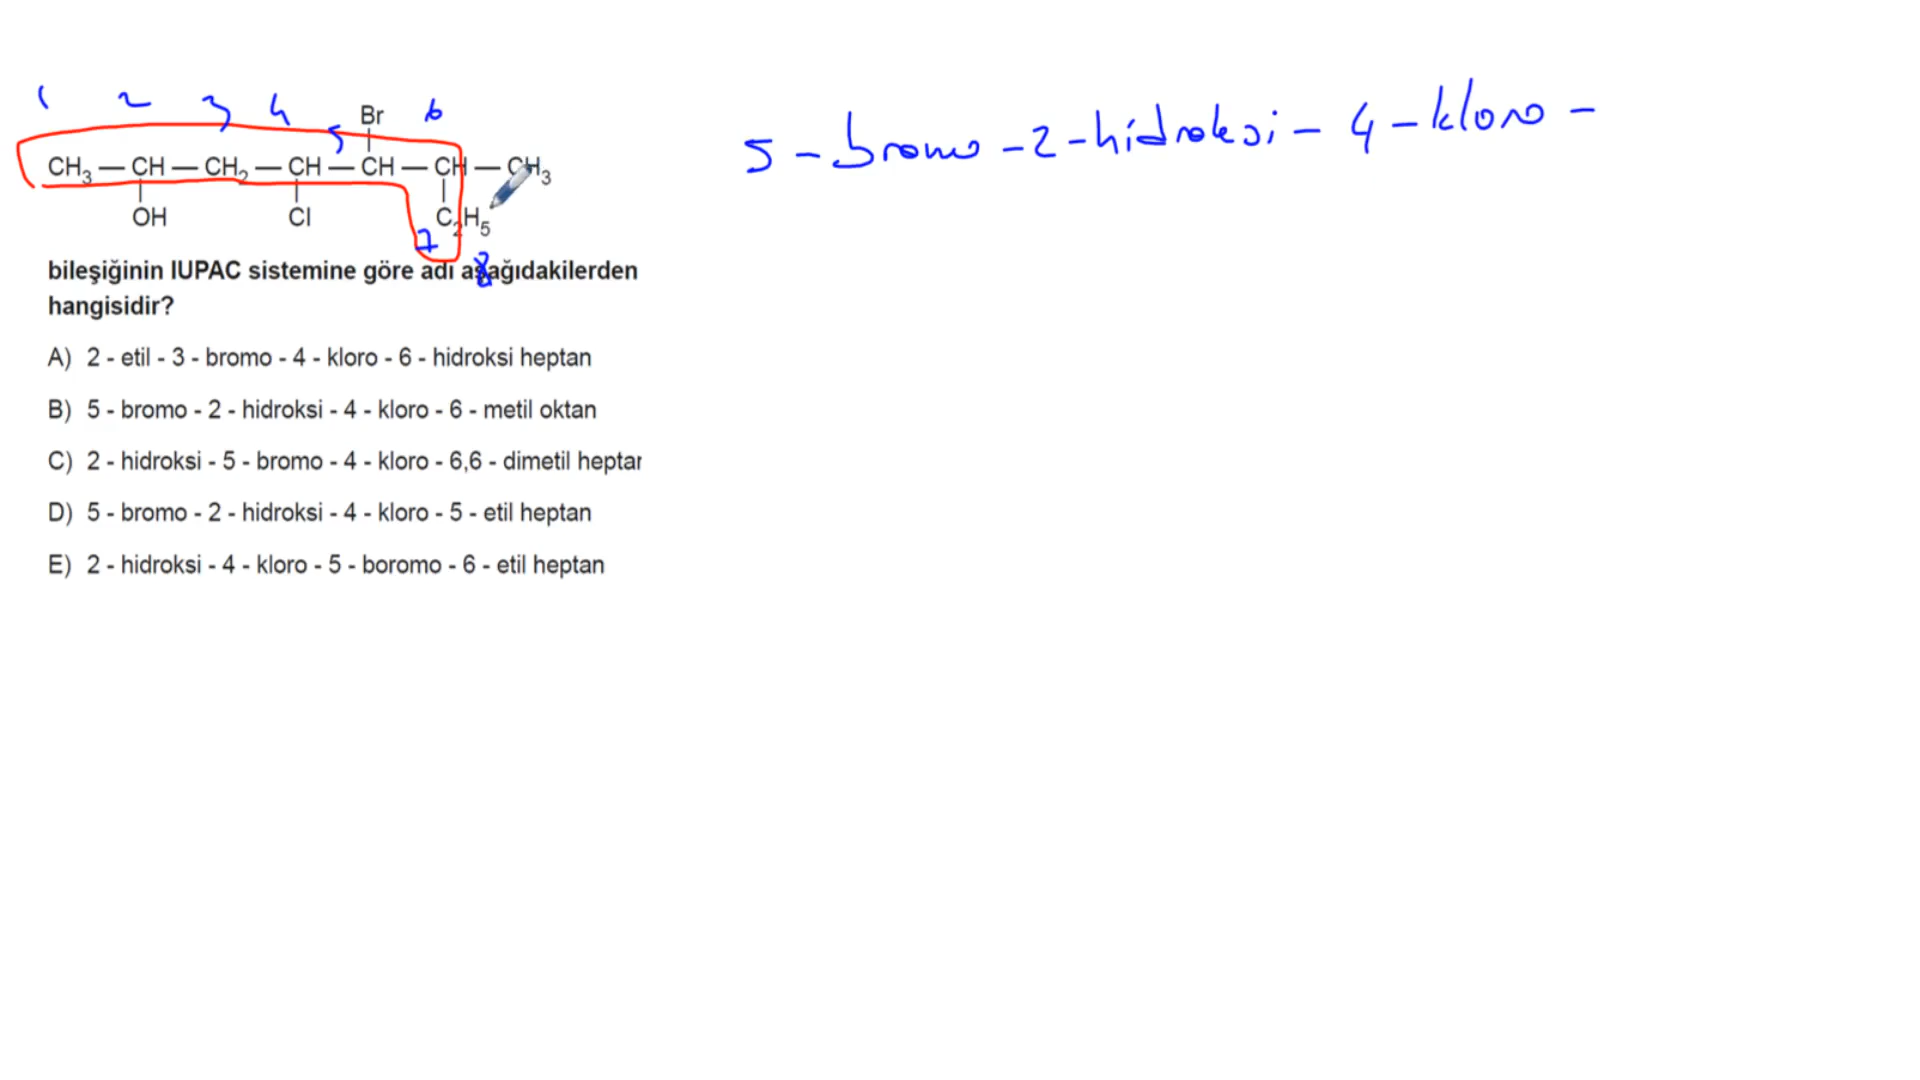 1 2 3 4 5 Br 6
5 - bromo - 2 - hidroksi - 4 - kloro -
CH3 — CH — CH2 — CH — CH — CH — CH3
OH Cl C2H5
7 8
bileşiğinin IUPAC sistemine göre adı aşağıdakilerden
hangisidir?
A) 2 - etil - 3 - bromo - 4 - kloro - 6 - hidroksi heptan
B) 5 - bromo - 2 - hidroksi - 4 - kloro - 6 - metil oktan
C) 2 - hidroksi - 5 - bromo - 4 - kloro - 6,6 - dimetil heptan
D) 5 - bromo - 2 - hidroksi - 4 - kloro - 5 - etil heptan
E) 2 - hidroksi - 4 - kloro - 5 - boromo - 6 - etil heptan